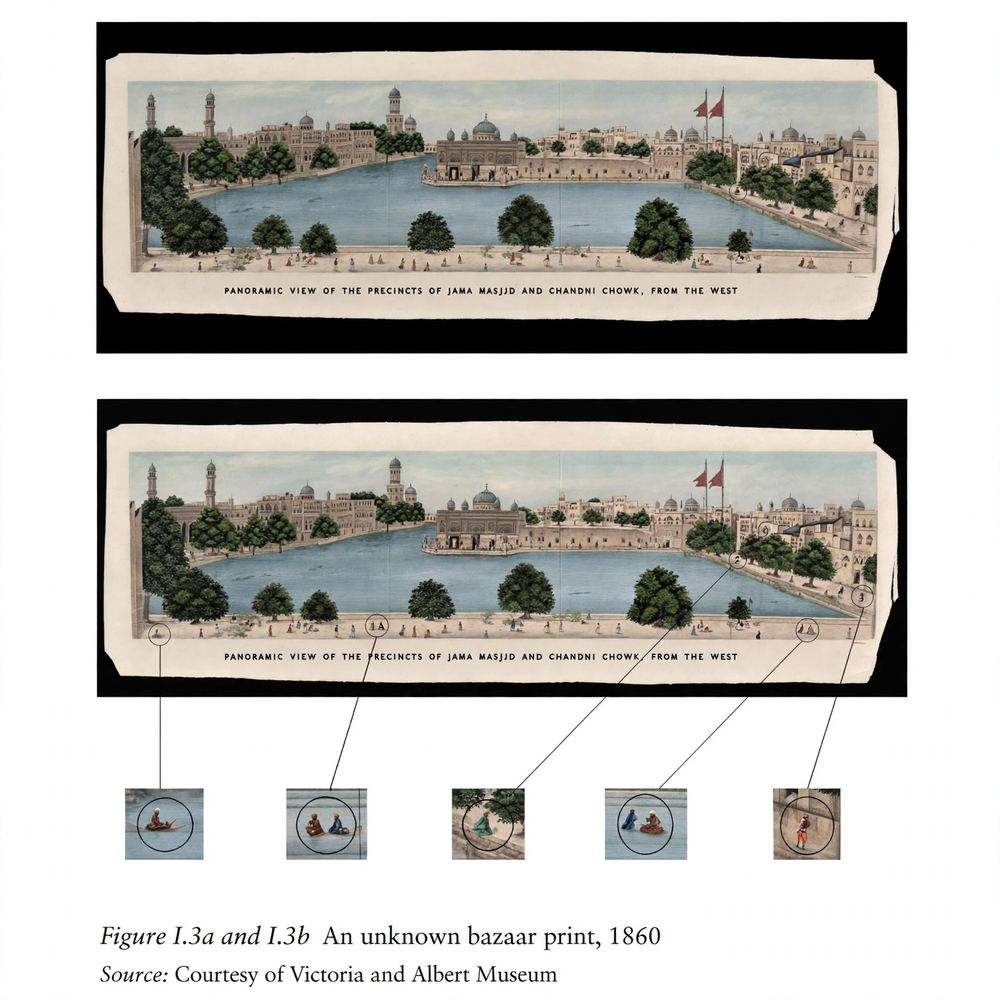 PANORAMIC VIEW OF THE PRECINCTS OF JAMA MASJJD AND CHANDNI CHOWK, FROM THE WEST
1A
2
3
PANORAMIC VIEW OF THE PRECINCTS OF JAMA MASJJD AND CHANDNI CHOWK, FROM THE WEST
Figure I.3a and I.3b An unknown bazaar print, 1860
Source: Courtesy of Victoria and Albert Museum